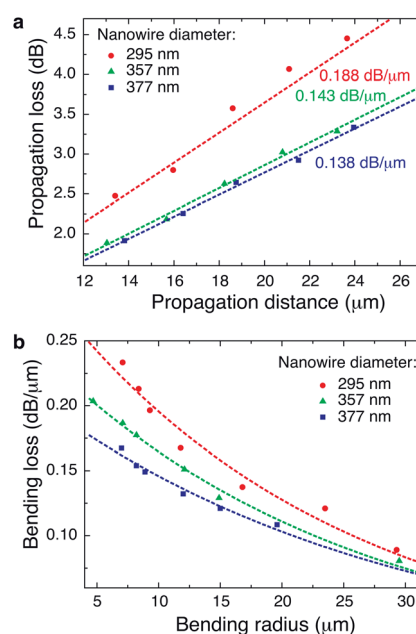 a
Nanowire diameter:
295 nm
357 nm
377 nm
0.188 dB/μm
0.143 dB/μm
0.138 dB/μm
Propagation loss (dB)
4.5
4.0
3.5
3.0
2.5
2.0
12 14 16 18 20 22 24 26
Propagation distance (μm)
b
Nanowire diameter:
295 nm
357 nm
377 nm
Bending loss (dB/μm)
0.25
0.20
0.15
0.10
5 10 15 20 25 30
Bending radius (μm)